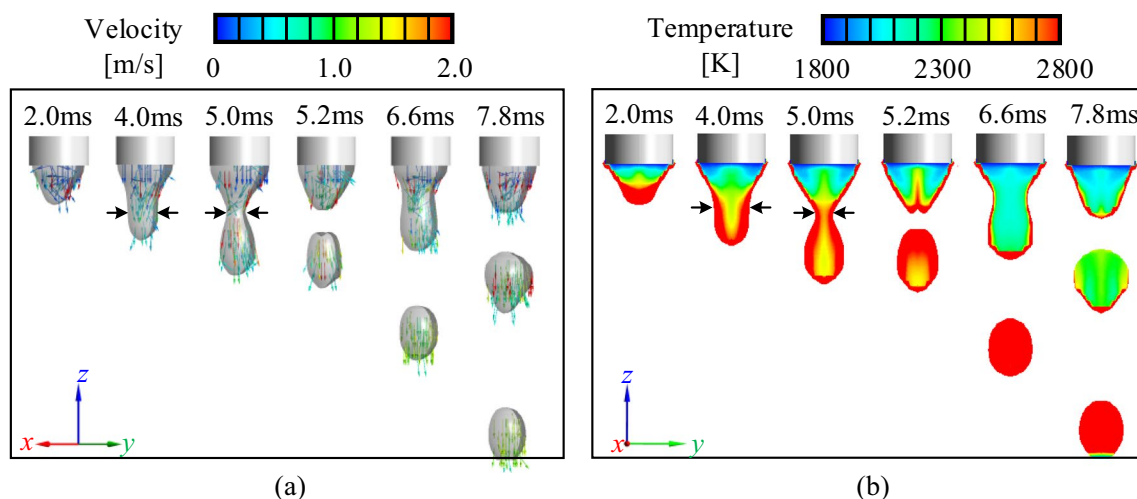 Velocity
[m/s]
0 1.0 2.0
2.0ms 4.0ms 5.0ms 5.2ms 6.6ms 7.8ms
z
x y
(a)
Temperature
[K]
1800 2300 2800
2.0ms 4.0ms 5.0ms 5.2ms 6.6ms 7.8ms
z
x y
(b)